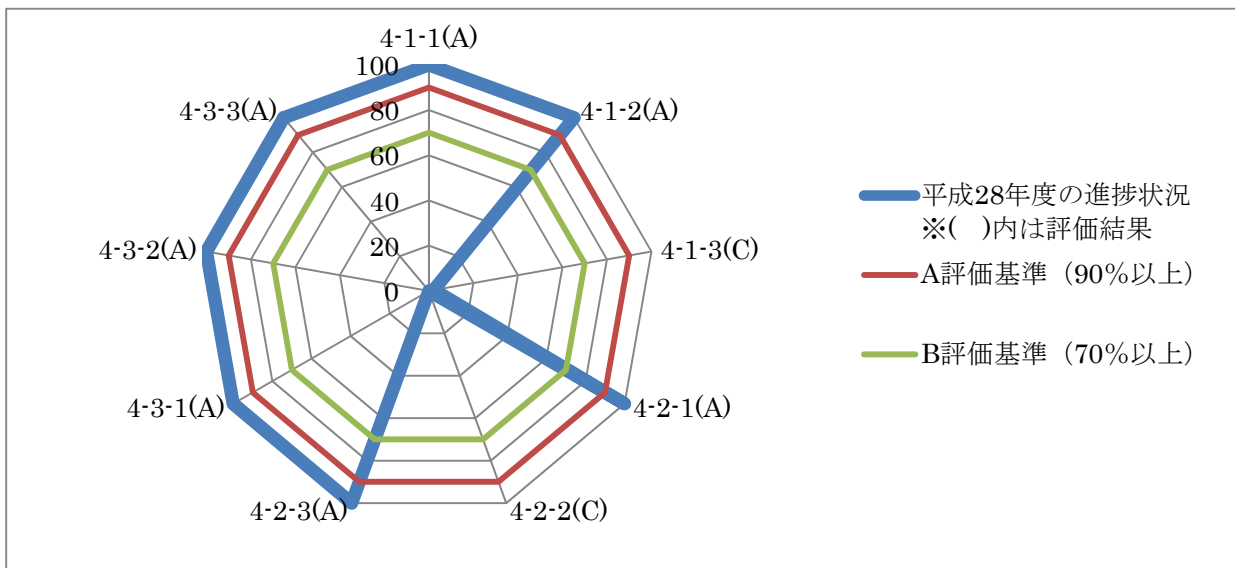 4-1-1(A)
100
80
60
40
20
0
4-1-2(A)
4-1-3(C)
4-2-1(A)
4-2-2(C)
4-2-3(A)
4-3-1(A)
4-3-2(A)
4-3-3(A)
平成28年度の進捗状況
※(　)内は評価結果
A評価基準（90％以上）
B評価基準（70％以上）